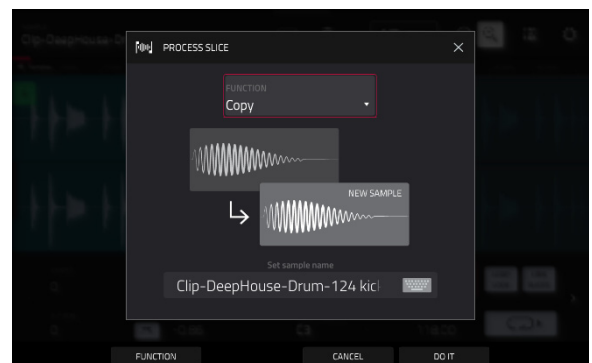 PROCESS SLICE
FUNCTION
Copy
NEW SAMPLE
Set sample name
Clip-DeepHouse-Drum-124 kic
FUNCTION
CANCEL
DO IT